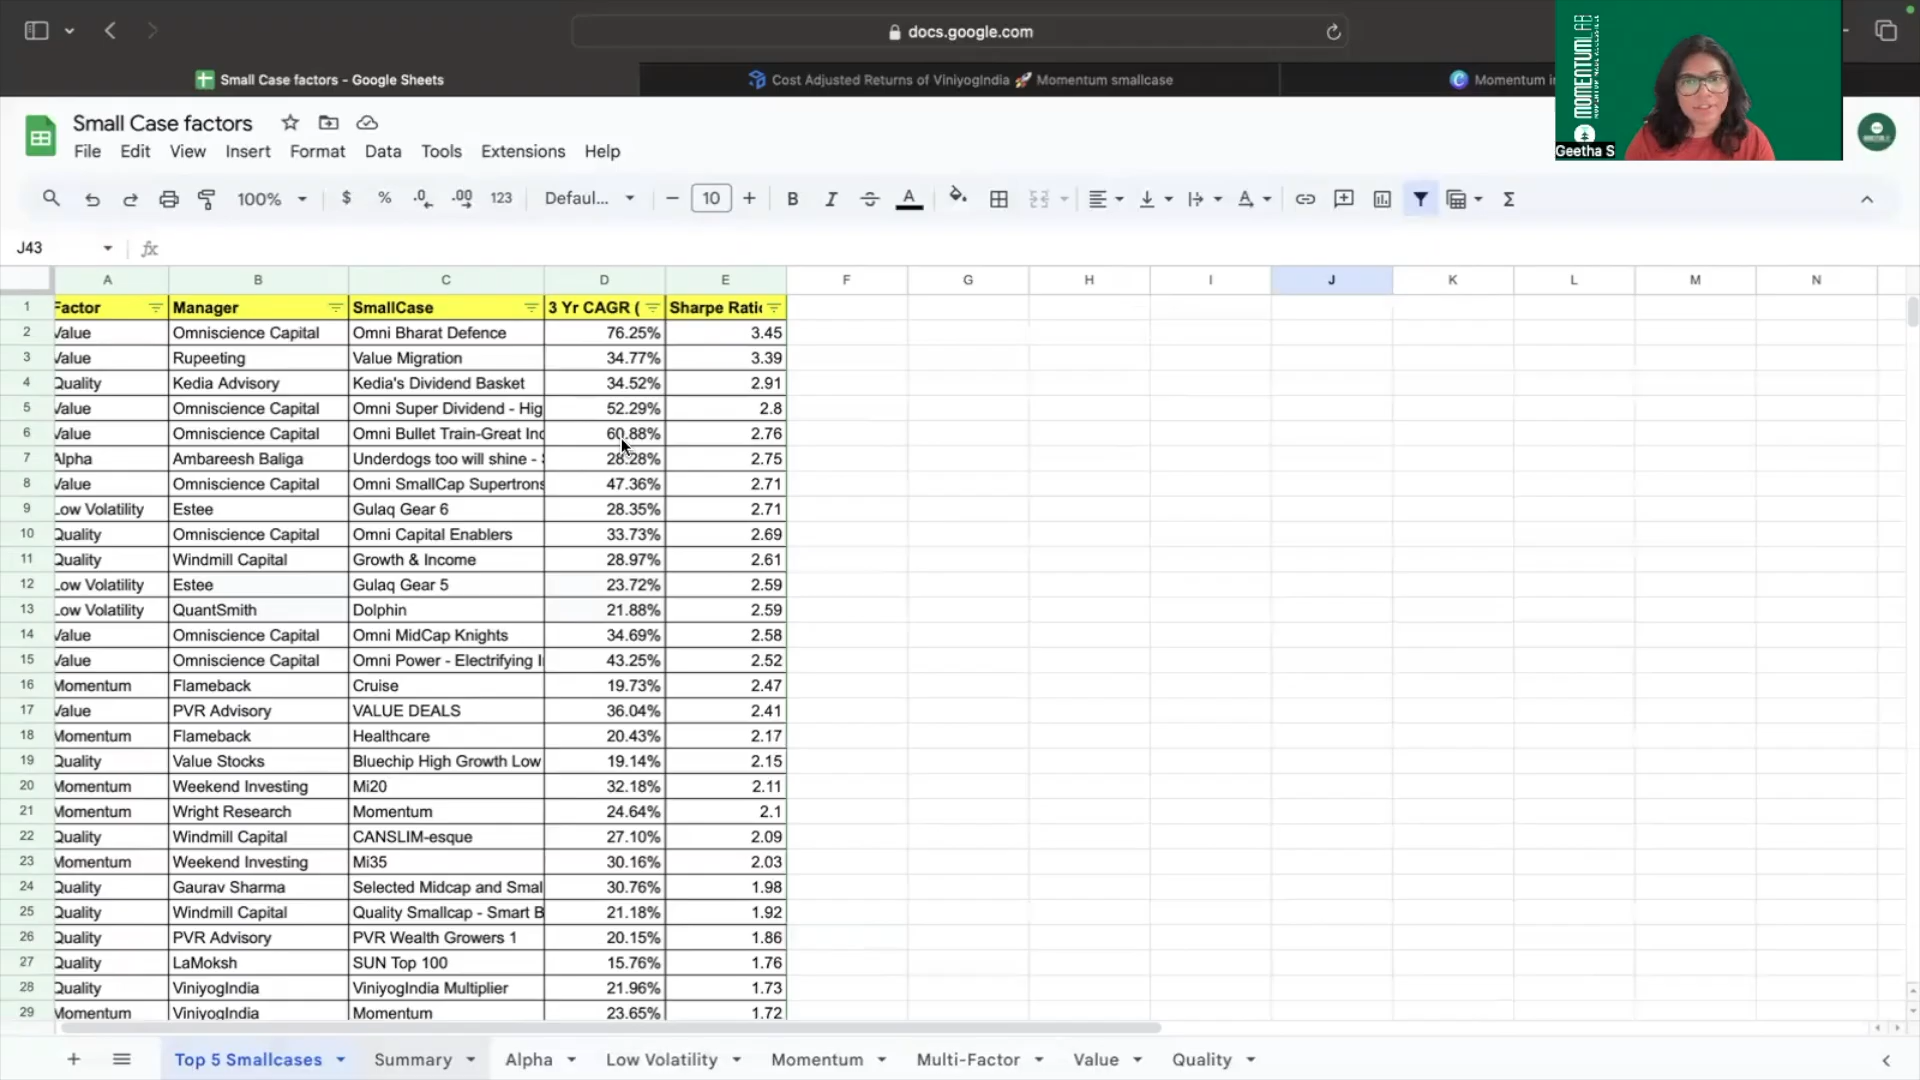 docs.google.com
Small Case factors - Google Sheets
Cost Adjusted Returns of ViniyogIndia 🚀 Momentum smallcase
Momentum in
MOMENTUMLAB
Geetha S
Small Case factors
File Edit View Insert Format Data Tools Extensions Help
100% $ % .0 .00 123 Defaul... 10 B I A
J43 fx
A B C D E F G H I J K L M N
1 Factor Manager SmallCase 3 Yr CAGR ( Sharpe Ratio
2 Value Omniscience Capital Omni Bharat Defence 76.25% 3.45
3 Value Rupeeting Value Migration 34.77% 3.39
4 Quality Kedia Advisory Kedia's Dividend Basket 34.52% 2.91
5 Value Omniscience Capital Omni Super Dividend - Hig 52.29% 2.8
6 Value Omniscience Capital Omni Bullet Train-Great Inc 60.88% 2.76
7 Alpha Ambareesh Baliga Underdogs too will shine - 28.28% 2.75
8 Value Omniscience Capital Omni SmallCap Supertrons 47.36% 2.71
9 Low Volatility Estee Gulaq Gear 6 28.35% 2.71
10 Quality Omniscience Capital Omni Capital Enablers 33.73% 2.69
11 Quality Windmill Capital Growth & Income 28.97% 2.61
12 Low Volatility Estee Gulaq Gear 5 23.72% 2.59
13 Low Volatility QuantSmith Dolphin 21.88% 2.59
14 Value Omniscience Capital Omni MidCap Knights 34.69% 2.58
15 Value Omniscience Capital Omni Power - Electrifying I 43.25% 2.52
16 Momentum Flameback Cruise 19.73% 2.47
17 Value PVR Advisory VALUE DEALS 36.04% 2.41
18 Momentum Flameback Healthcare 20.43% 2.17
19 Quality Value Stocks Bluechip High Growth Low 19.14% 2.15
20 Momentum Weekend Investing Mi20 32.18% 2.11
21 Momentum Wright Research Momentum 24.64% 2.1
22 Quality Windmill Capital CANSLIM-esque 27.10% 2.09
23 Momentum Weekend Investing Mi35 30.16% 2.03
24 Quality Gaurav Sharma Selected Midcap and Smal 30.76% 1.98
25 Quality Windmill Capital Quality Smallcap - Smart B 21.18% 1.92
26 Quality PVR Advisory PVR Wealth Growers 1 20.15% 1.86
27 Quality LaMoksh SUN Top 100 15.76% 1.76
28 Quality ViniyogIndia ViniyogIndia Multiplier 21.96% 1.73
29 Momentum ViniyogIndia Momentum 23.65% 1.72
Top 5 Smallcases Summary Alpha Low Volatility Momentum Multi-Factor Value Quality